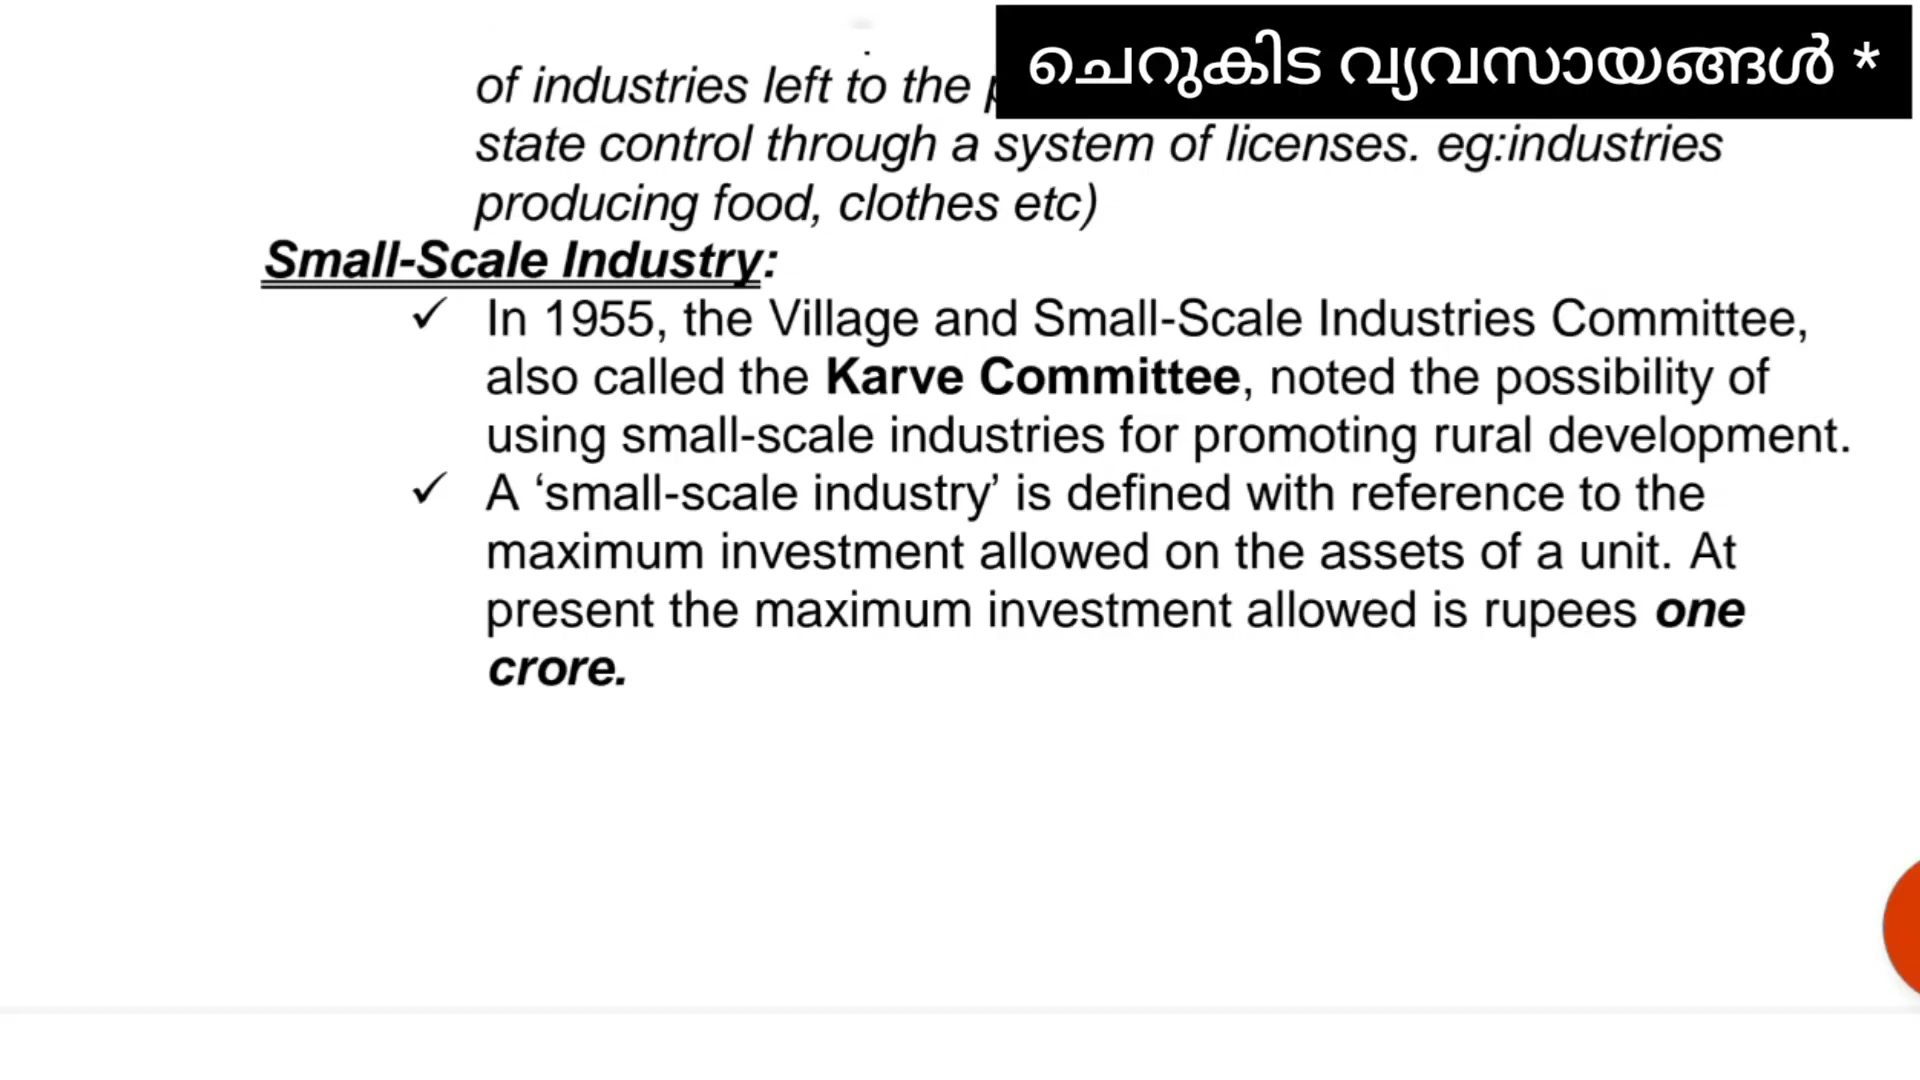 ചെറുകിട വ്യവസായങ്ങൾ *
of industries left to the
state control through a system of licenses. eg:industries
producing food, clothes etc)
Small-Scale Industry:
✓ In 1955, the Village and Small-Scale Industries Committee,
also called the Karve Committee, noted the possibility of
using small-scale industries for promoting rural development.
✓ A ‘small-scale industry’ is defined with reference to the
maximum investment allowed on the assets of a unit. At
present the maximum investment allowed is rupees one
crore.